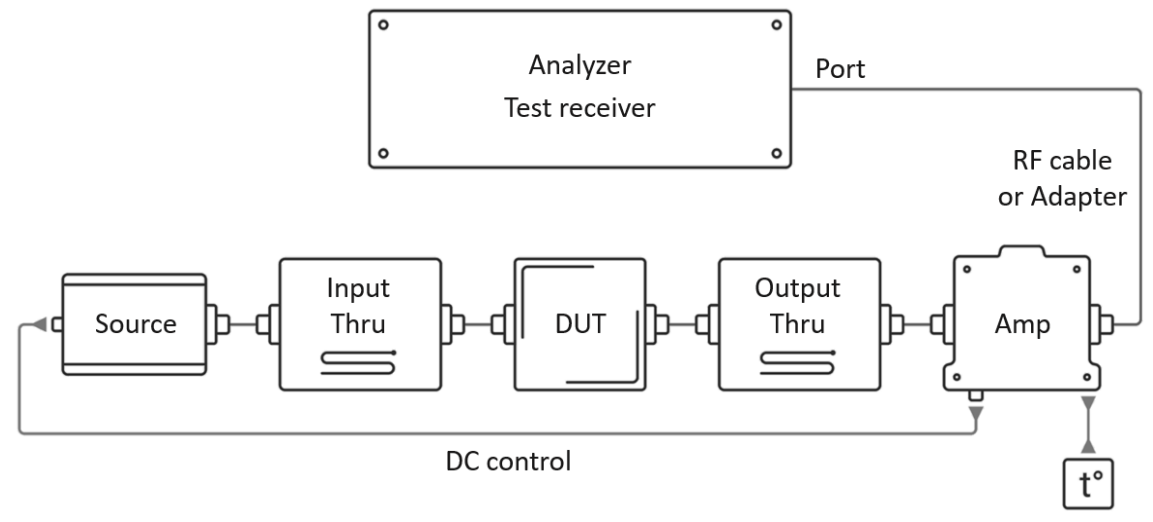 Analyzer
Test receiver
Port
RF cable
or Adapter
Source
Input
Thru
DUT
Output
Thru
Amp
DC control
t°